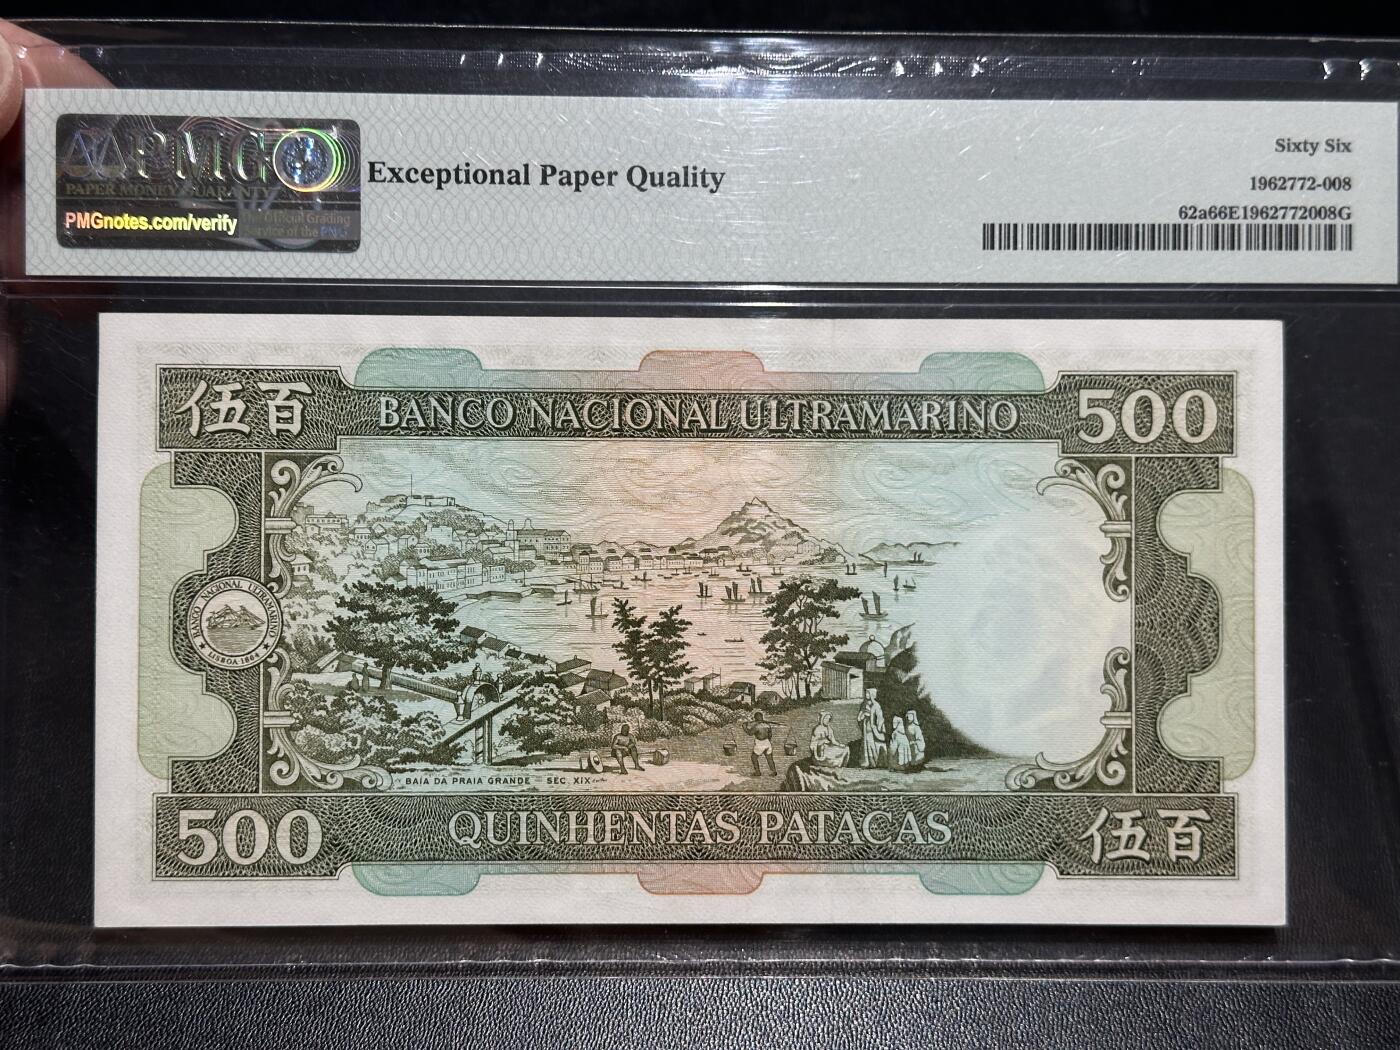 PMG
PAPER MONEY GUARANTY
PMGnotes.com/verify
The Official Grading
Service of the PNG
Exceptional Paper Quality
Sixty Six
1962772-008
62a66E1962772008G
伍百
BANCO NACIONAL ULTRAMARINO
500
BANCO NACIONAL ULTRAMARINO
LISBOA·1864
BAÍA DA PRAIA GRANDE - SEC. XIX
500
QUINHENTAS PATACAS
伍百